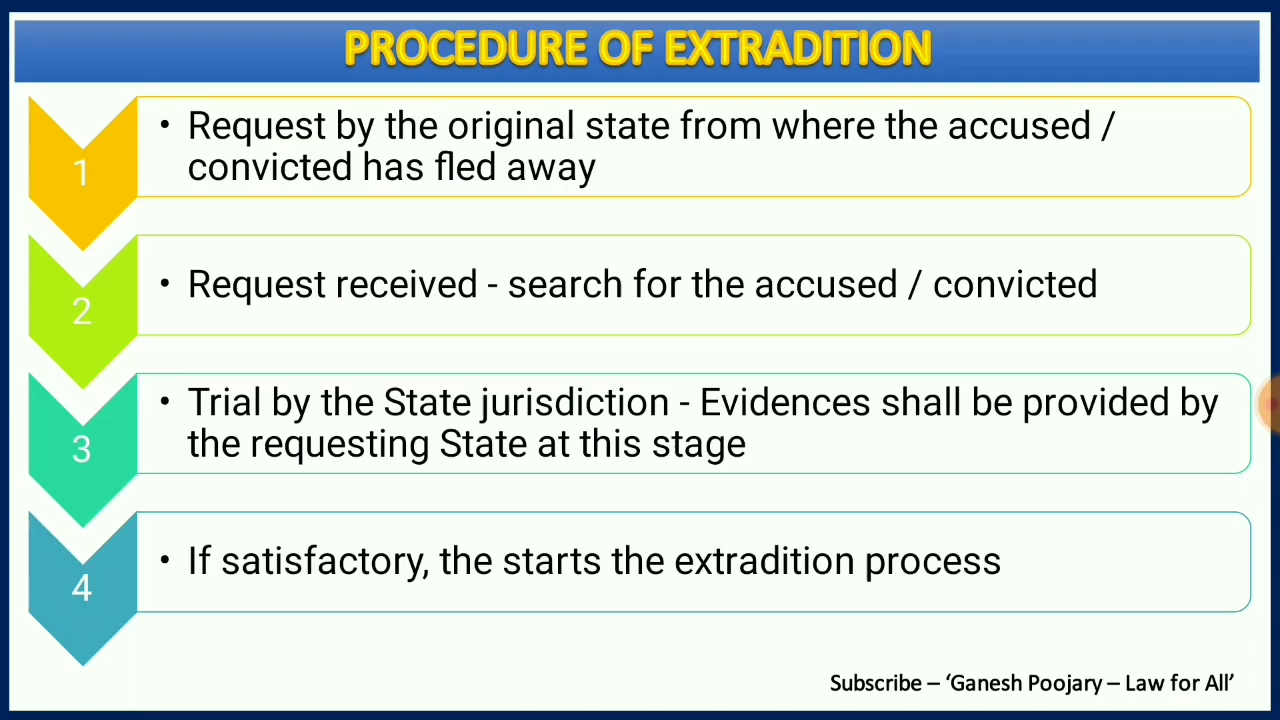 PROCEDURE OF EXTRADITION
1
• Request by the original state from where the accused /
convicted has fled away
2
• Request received - search for the accused / convicted
3
• Trial by the State jurisdiction - Evidences shall be provided by
the requesting State at this stage
4
• If satisfactory, the starts the extradition process
Subscribe – ‘Ganesh Poojary – Law for All’